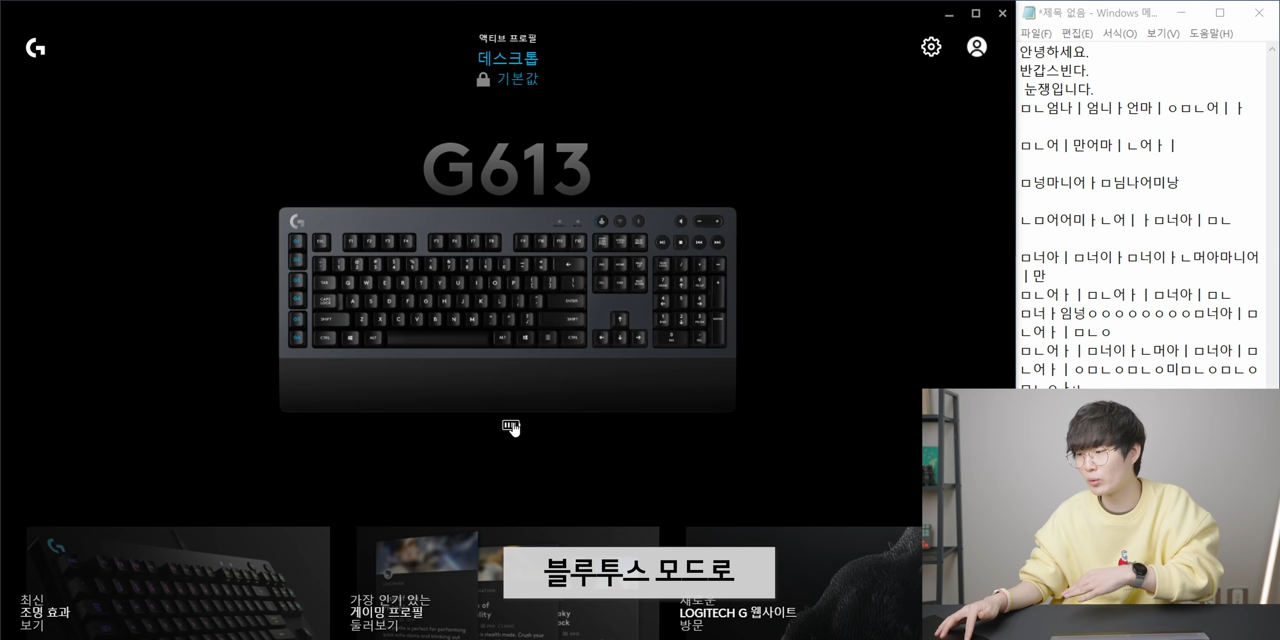 액티브 프로필
데스크톱
기본값
G613
최신
조명 효과
보기
가장 인기 있는
게이밍 프로필
둘러보기
새로운
LOGITECH G 웹사이트
방문
블루투스 모드로
*제목 없음 - Windows 메...
파일(F) 편집(E) 서식(O) 보기(V) 도움말(H)
안녕하세요.
반갑스빈다.
눈쟁입니다.
ㅁㄴ엄나ㅣ엄니ㅏ언마ㅣㅇㅁㄴ어ㅣㅏ
ㅁㄴ어ㅣ만어마ㅣㄴ어ㅏㅣ
ㅁ넝마니어ㅏㅁ님나어미낭
ㄴㅁ어어미ㅏㄴ어ㅣㅏㅁ너아ㅣㅁㄴ
ㅁ너아ㅣㅁ너이ㅏㅁ너이ㅏㄴ머아마니어
ㅣ만
ㅁㄴ어ㅏㅣㅁㄴ어ㅏㅣㅁ너아ㅣㅁㄴ
ㅁ너ㅏ임넝ㅇㅇㅇㅇㅇㅇㅇㅇㅁ너아ㅣㅁ
ㄴ어ㅏㅣㅁㄴㅇ
ㅁㄴ어ㅏㅣㅁ너이ㅏㄴ머아ㅣㅁ너아ㅣㅁ
ㄴ어ㅏㅣㅇㅁㄴㅇㅁㄴㅇ미ㅁㄴㅇㅁㄴㅇ